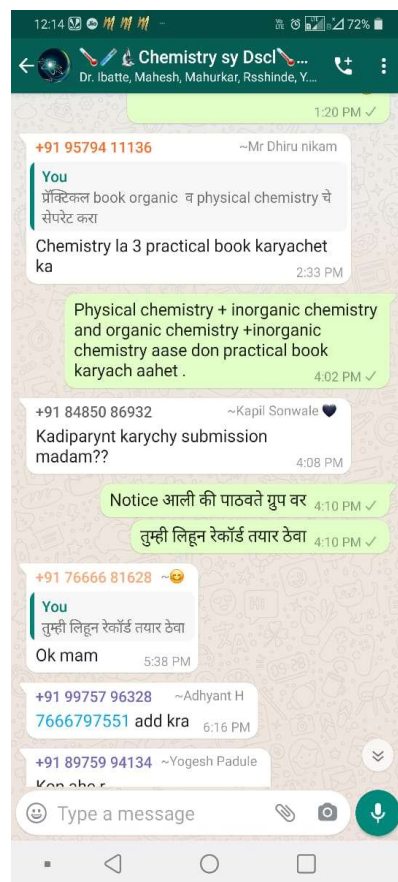 12:14
72%
Chemistry sy Dscl...
Dr. Ibatte, Mahesh, Mahurkar, Rsshinde, Y....
1:20 PM
+91 95794 11136 ~Mr Dhiru nikam
You
प्रॅक्टिकल book organic व physical chemistry चे
सेपरेट करा
Chemistry la 3 practical book karyachet
ka
2:33 PM
Physical chemistry + inorganic chemistry
and organic chemistry +inorganic
chemistry aase don practical book
karyach aahet .
4:02 PM
+91 84850 86932 ~Kapil Sonwale 🖤
Kadiparynt karychy submission
madam??
4:08 PM
Notice आली की पाठवते ग्रुप वर 4:10 PM
तुम्ही लिहून रेकॉर्ड तयार ठेवा 4:10 PM
+91 76666 81628 ~😊
You
तुम्ही लिहून रेकॉर्ड तयार ठेवा
Ok mam
5:38 PM
+91 99757 96328 ~Adhyant H
7666797551 add kra 6:16 PM
+91 89759 94134 ~Yogesh Padule
Kon ahe r
Type a message